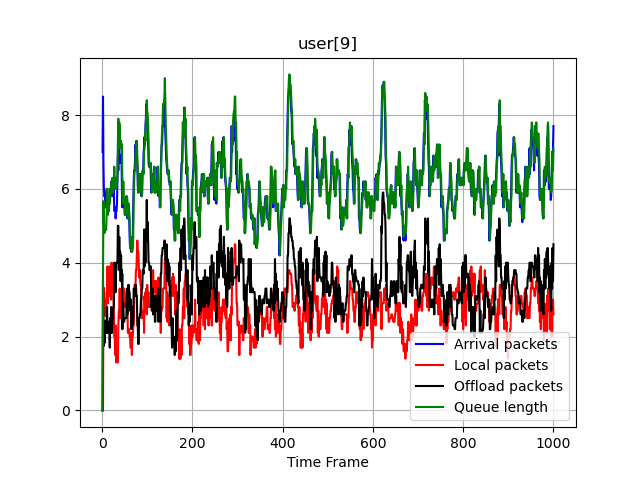 user[9]
8
6
4
2
0
0 200 400 600 800 1000
Time Frame
Arrival packets
Local packets
Offload packets
Queue length